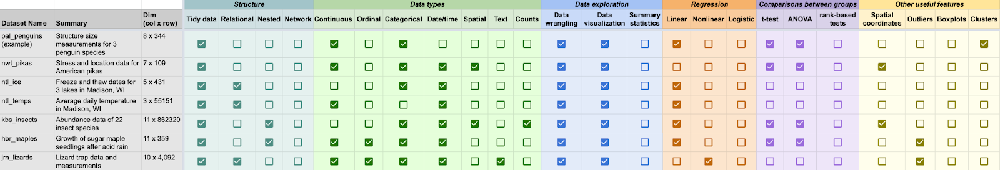 Structure Data types Data exploration Regression Comparisons between groups Other useful features
Dataset Name Summary Dim (col x row) Tidy data Relational Nested Network Continuous Ordinal Categorical Date/time Spatial Text Counts Data wrangling Data visualization Summary statistics Linear Nonlinear Logistic t-test ANOVA rank-based tests Spatial coordinates Outliers Boxplots Clusters
pal_penguins (example) Structure size measurements for 3 penguin species 8 x 344
nwt_pikas Stress and location data for American pikas 7 x 109
ntl_ice Freeze and thaw dates for 3 lakes in Madison, WI 5 x 431
ntl_temps Average daily temperature in Madison, WI 3 x 55151
kbs_insects Abundance data of 22 insect species 11 x 862320
hbr_maples Growth of sugar maple seedlings after acid rain 11 x 359
jrn_lizards Lizard trap data and measurements 10 x 4,092